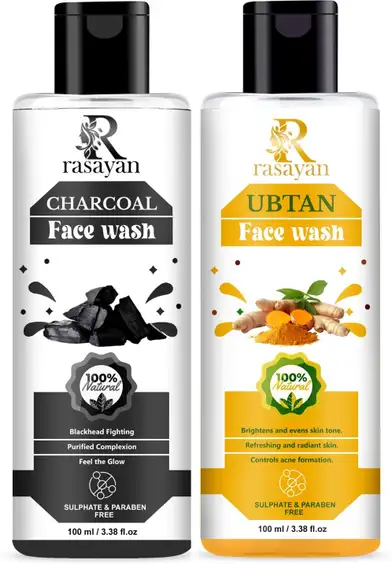 R
rasayan
CHARCOAL
Face wash
100%
Natural
Blackhead Fighting
Purified Complexion
Feel the Glow
SULPHATE & PARABEN
FREE
100 ml / 3.38 fl.oz
R
rasayan
UBTAN
Face wash
100%
Natural
Brightens and evens skin tone.
Refreshing and radiant skin.
Controls acne formation.
SULPHATE & PARABEN
FREE
100 ml / 3.38 fl.oz